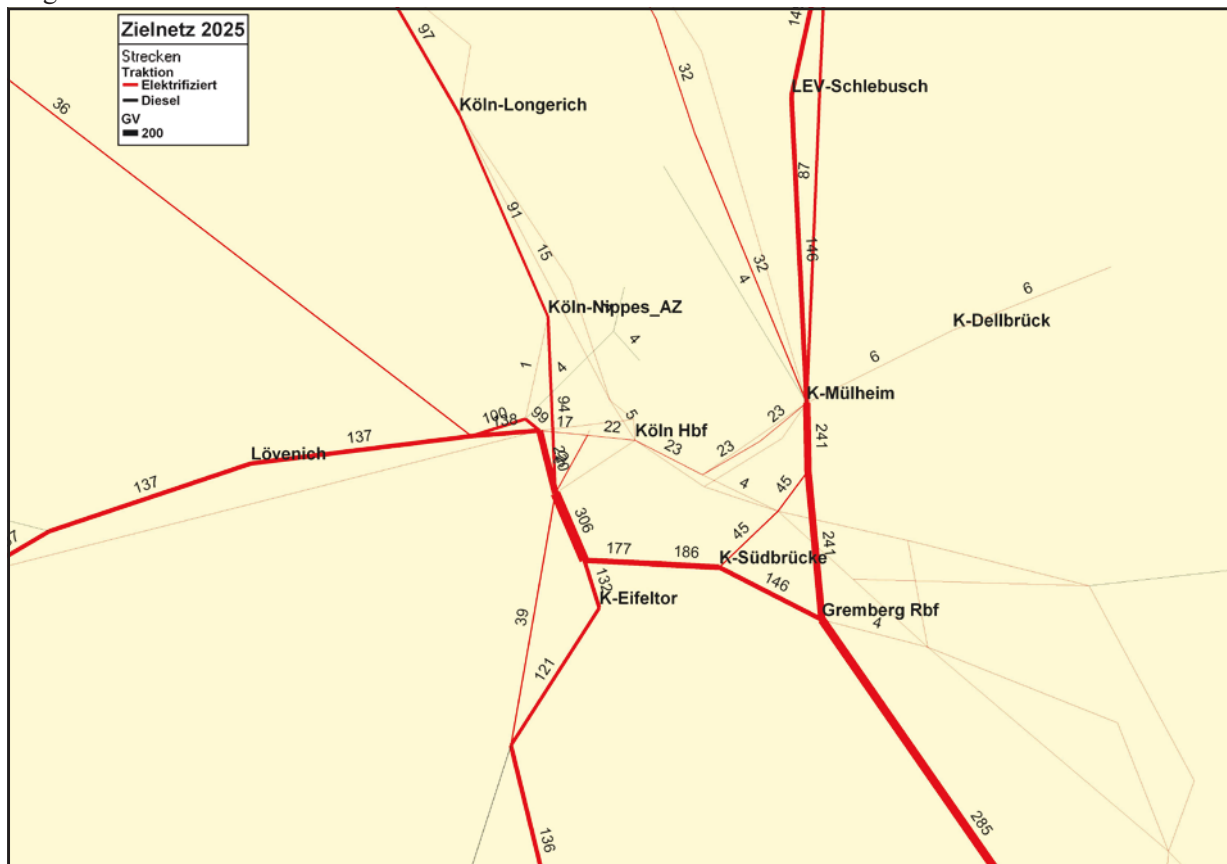 Zielnetz 2025
Strecken
Traktion
Elektrifiziert
Diesel
GV
200
97
36
32
LEV-Schlebusch
Köln-Longerich
87
91
15
146
32
4
6
Köln-Nippes_AZ
K-Dellbrück
4
6
1
4
K-Mülheim
94
100
99
138
17
5
23
137
22
Köln Hbf
23
241
Lövenich
23
4
45
137
306
45
241
177
186
K-Südbrücke
132
146
K-Eifeltor
Gremberg Rbf
39
4
121
285
136